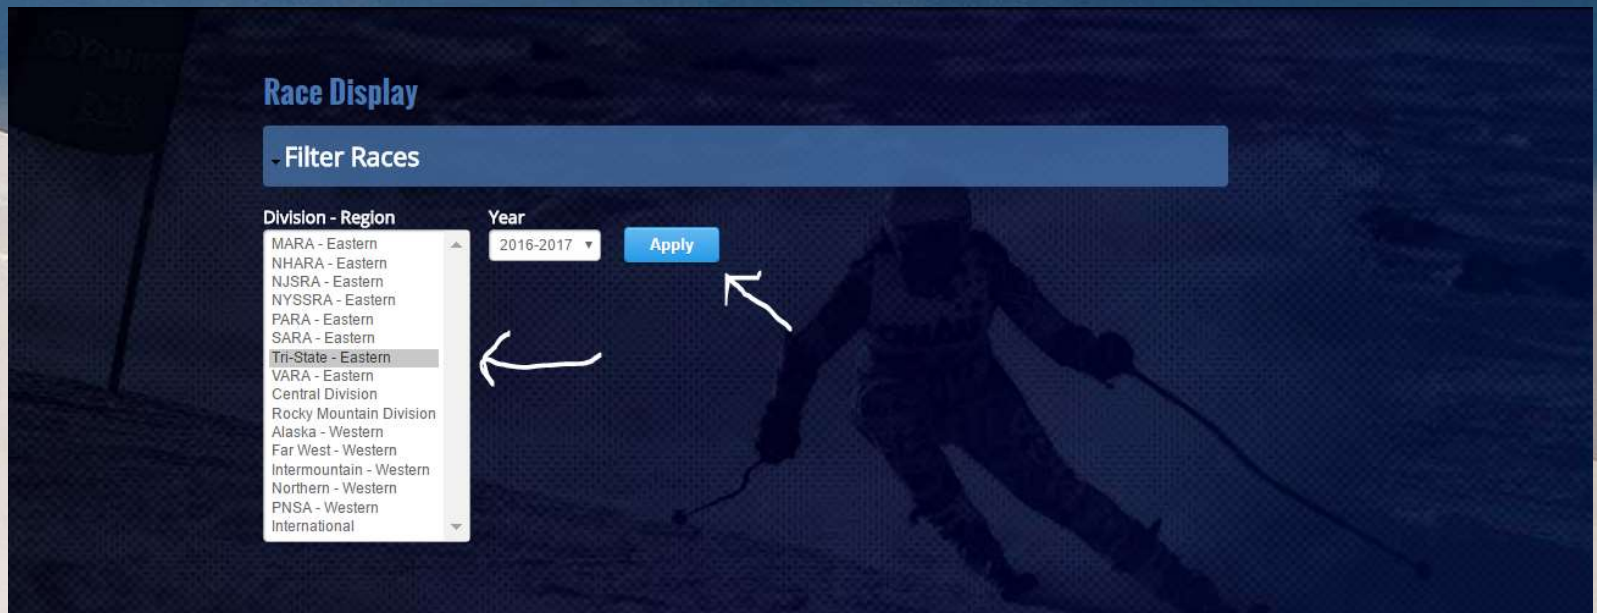 Race Display
Filter Races
Division - Region
Year
MARA - Eastern
2016-2017
Apply
NHARA - Eastern
NJSRA - Eastern
NYSSRA - Eastern
PARA - Eastern
SARA - Eastern
Tri-State - Eastern
VARA - Eastern
Central Division
Rocky Mountain Division
Alaska - Western
Far West - Western
Intermountain - Western
Northern - Western
PNSA - Western
International